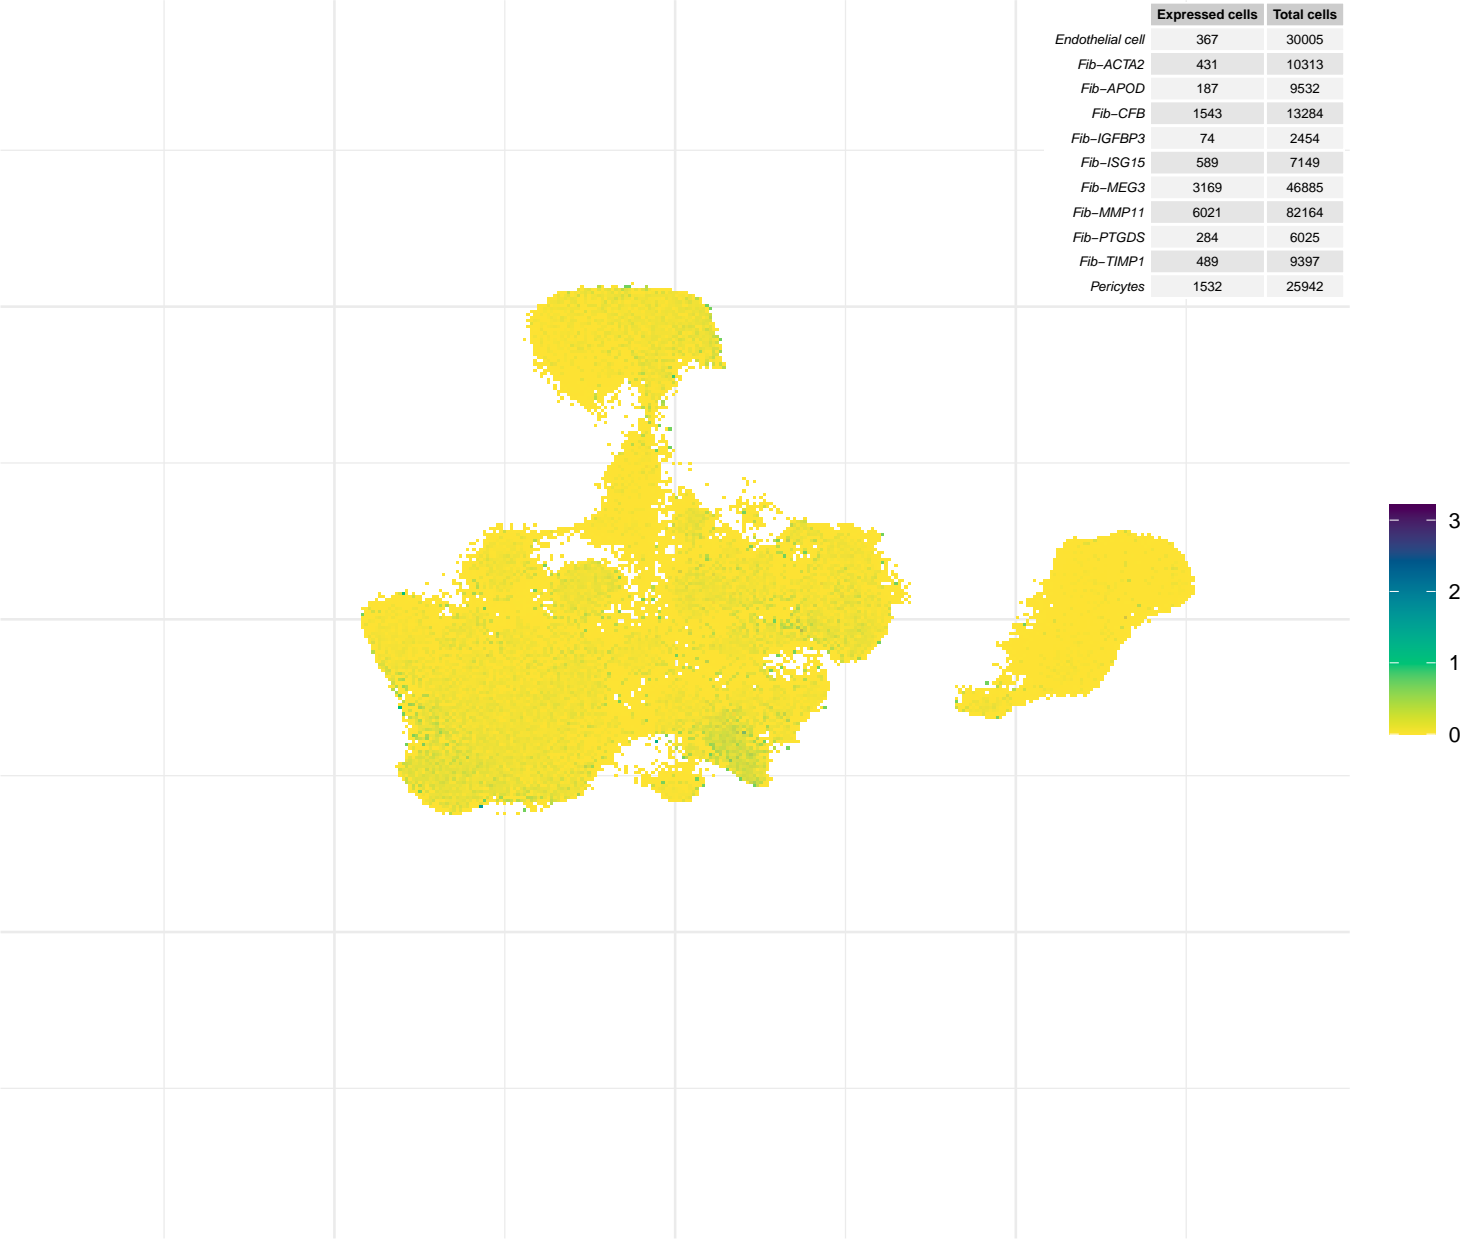 Expressed cells Total cells
Endothelial cell 367 30005
Fib−ACTA2 431 10313
Fib−APOD 187 9532
Fib−CFB 1543 13284
Fib−IGFBP3 74 2454
Fib−ISG15 589 7149
Fib−MEG3 3169 46885
Fib−MMP11 6021 82164
Fib−PTGDS 284 6025
Fib−TIMP1 489 9397
Pericytes 1532 25942
3
2
1
0